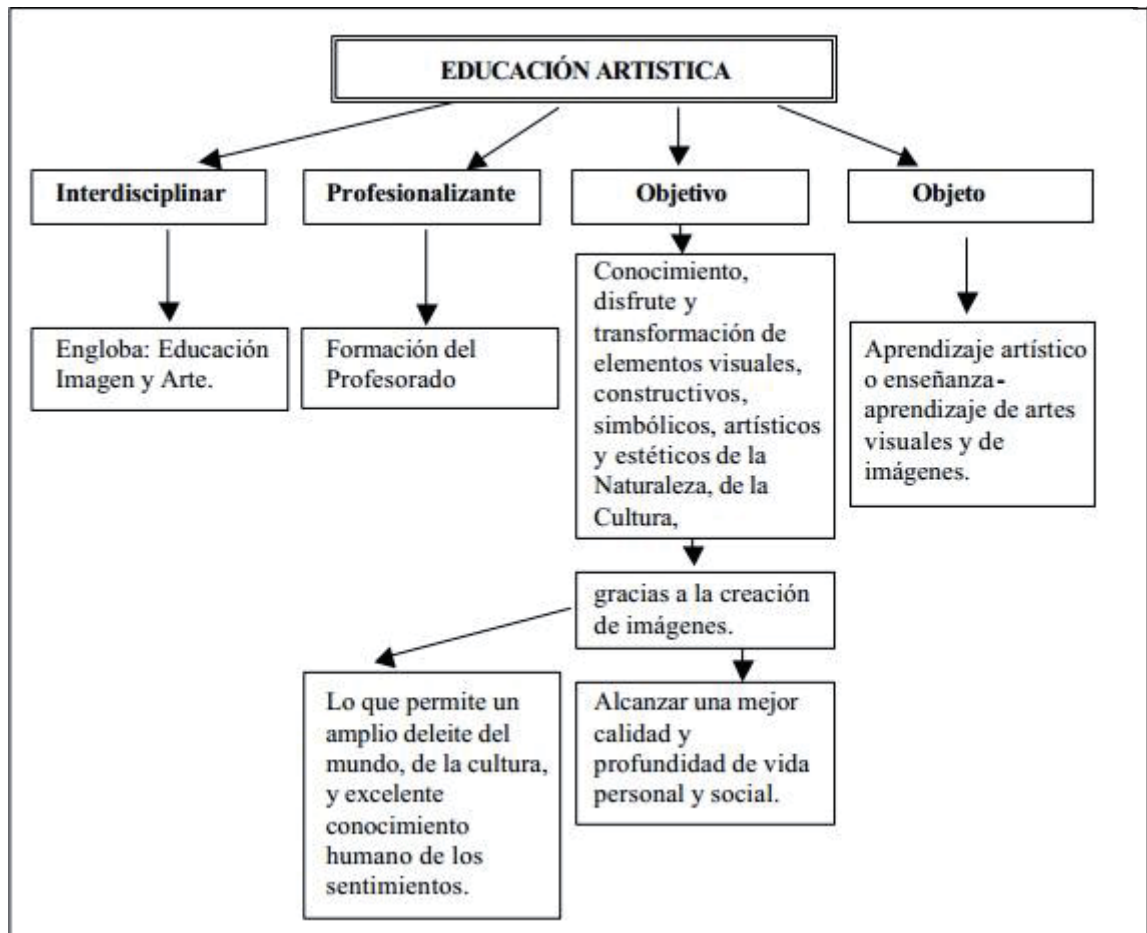 EDUCACIÓN ARTISTICA
Interdisciplinar
Profesionalizante
Objetivo
Objeto
Engloba: Educación
Imagen y Arte.
Formación del
Profesorado
Conocimiento,
disfrute y
transformación de
elementos visuales,
constructivos,
simbólicos, artísticos
y estéticos de la
Naturaleza, de la
Cultura,
Aprendizaje artístico
o enseñanza-
aprendizaje de artes
visuales y de
imágenes.
gracias a la creación
de imágenes.
Lo que permite un
amplio deleite del
mundo, de la cultura,
y excelente
conocimiento
humano de los
sentimientos.
Alcanzar una mejor
calidad y
profundidad de vida
personal y social.